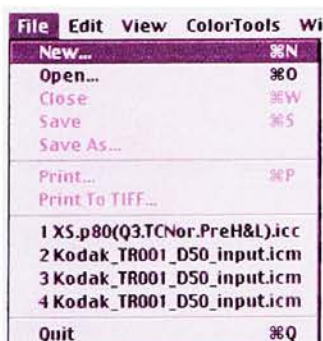 File Edit View ColorTools Wi
New... ⌘N
Open... ⌘O
Close ⌘W
Save ⌘S
Save As...
Print... ⌘P
Print To TIFF...
1 XS.p80(Q3.TCNor.PreH&L).icc
2 Kodak_TR001_D50_input.icm
3 Kodak_TR001_D50_input.icm
4 Kodak_TR001_D50_input.icm
Quit ⌘Q